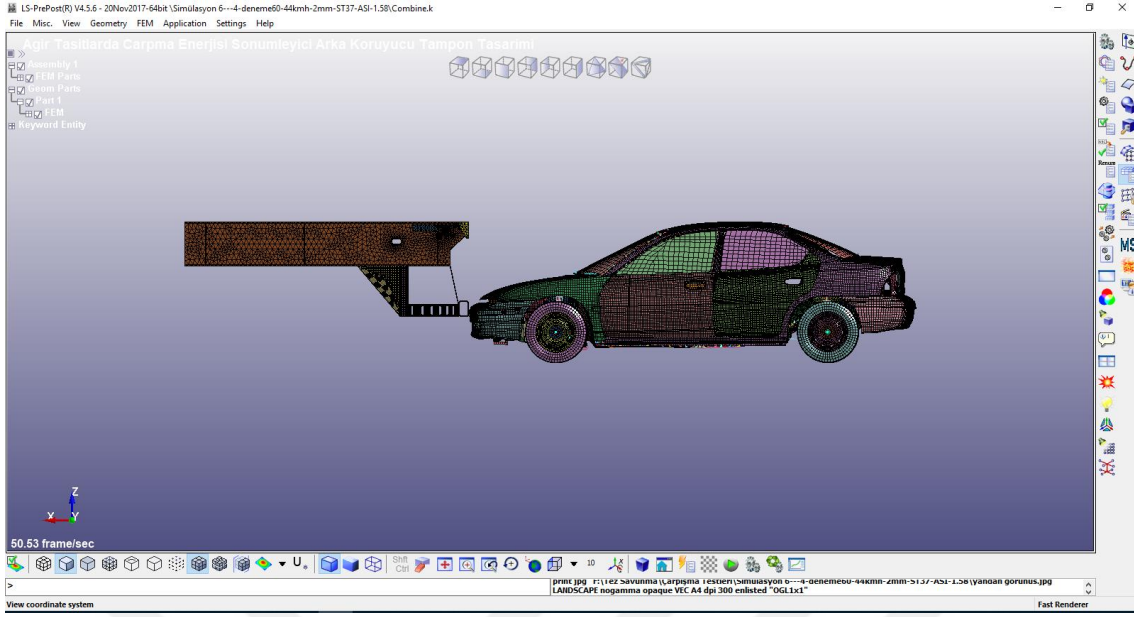 LS-PrePost(R) V4.5.6 - 20Nov2017-64bit \Simülasyon 6---4-deneme60-44kmh-2mm-ST37-ASI-1.58\Combine.k
File Misc. View Geometry FEM Application Settings Help
Agir Tasitlarda Carpma Enerjisi Sonumleyici Arka Koruyucu Tampon Tasarimi
Assembly 1
FEM Parts
Geom Parts
Part 1
FEM
Keyword Entity
Renum
MS
Z
X Y
50.53 frame/sec
U.
Shft
Ctrl
10
>
print jpg "F:\Tez Savunma\Çarpışma Testleri\Simülasyon 6---4-deneme60-44kmh-2mm-ST37-ASI-1.58\yandan görünüş.jpg
LANDSCAPE nogamma opaque VEC A4 dpi 300 enlisted "OGL1x1"
View coordinate system
Fast Renderer